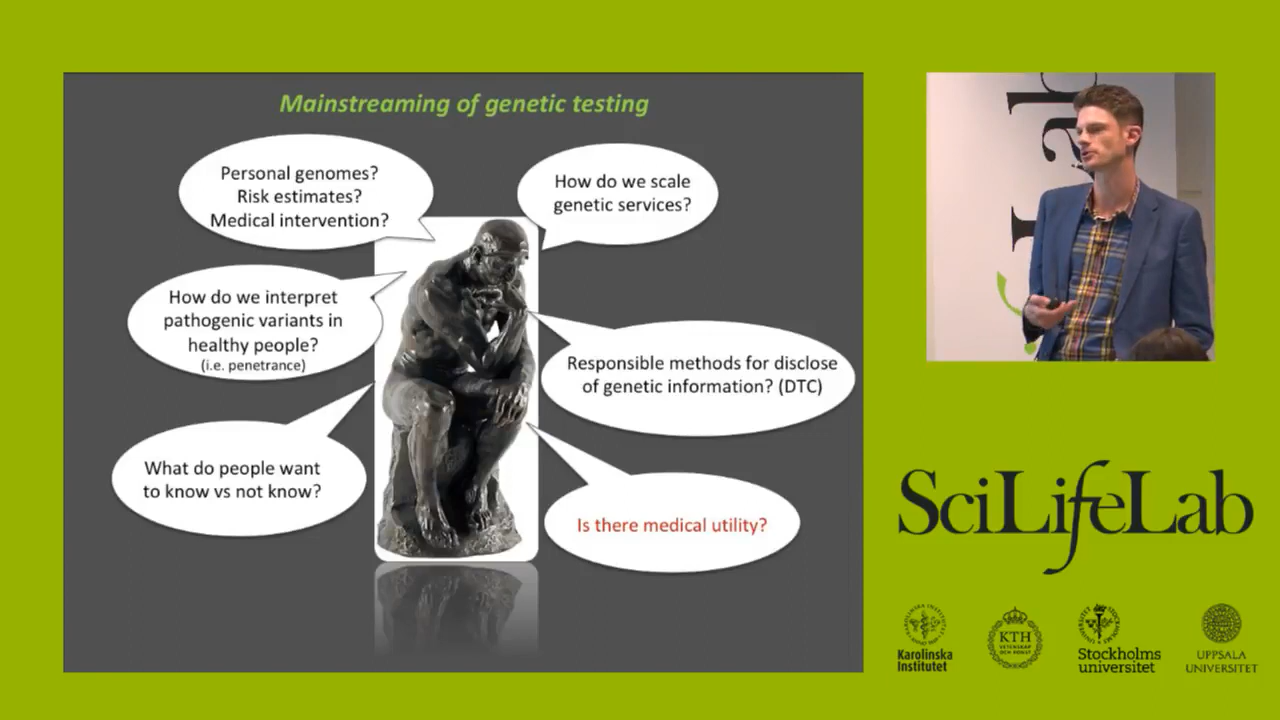 Mainstreaming of genetic testing
Personal genomes?
Risk estimates?
Medical intervention?
How do we scale
genetic services?
How do we interpret
pathogenic variants in
healthy people?
(i.e. penetrance)
Responsible methods for disclose
of genetic information? (DTC)
What do people want
to know vs not know?
Is there medical utility?
SciLifeLab
Karolinska
Institutet
KTH
VETENSKAP
OCH KONST
Stockholms
universitet
UPPSALA
UNIVERSITET